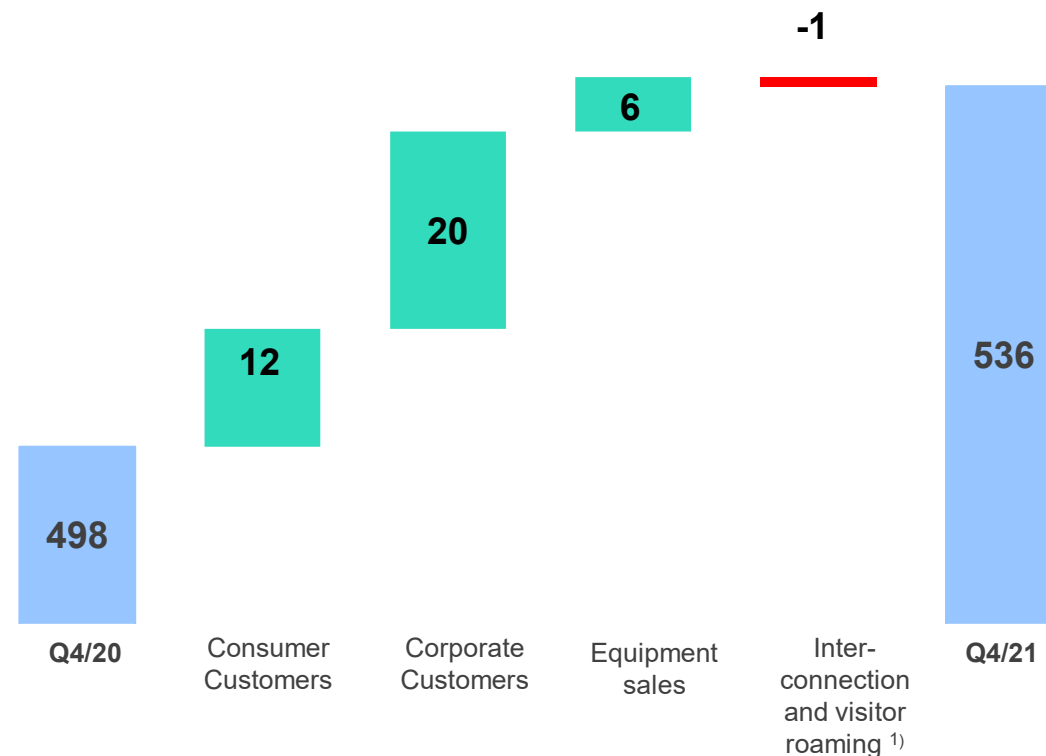 -1
6
20
12
536
498
Q4/20
Consumer
Customers
Corporate
Customers
Equipment
sales
Inter-
connection
and visitor
roaming 1)
Q4/21